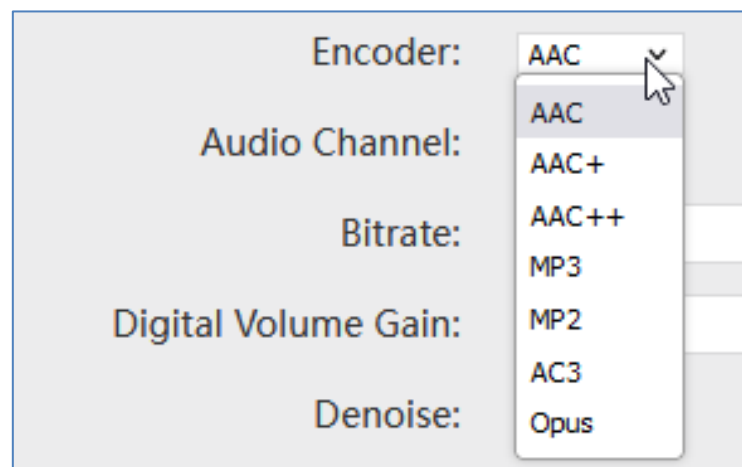 Encoder: AAC
AAC
Audio Channel:
AAC+
AAC++
Bitrate:
MP3
Digital Volume Gain:
MP2
AC3
Denoise:
Opus